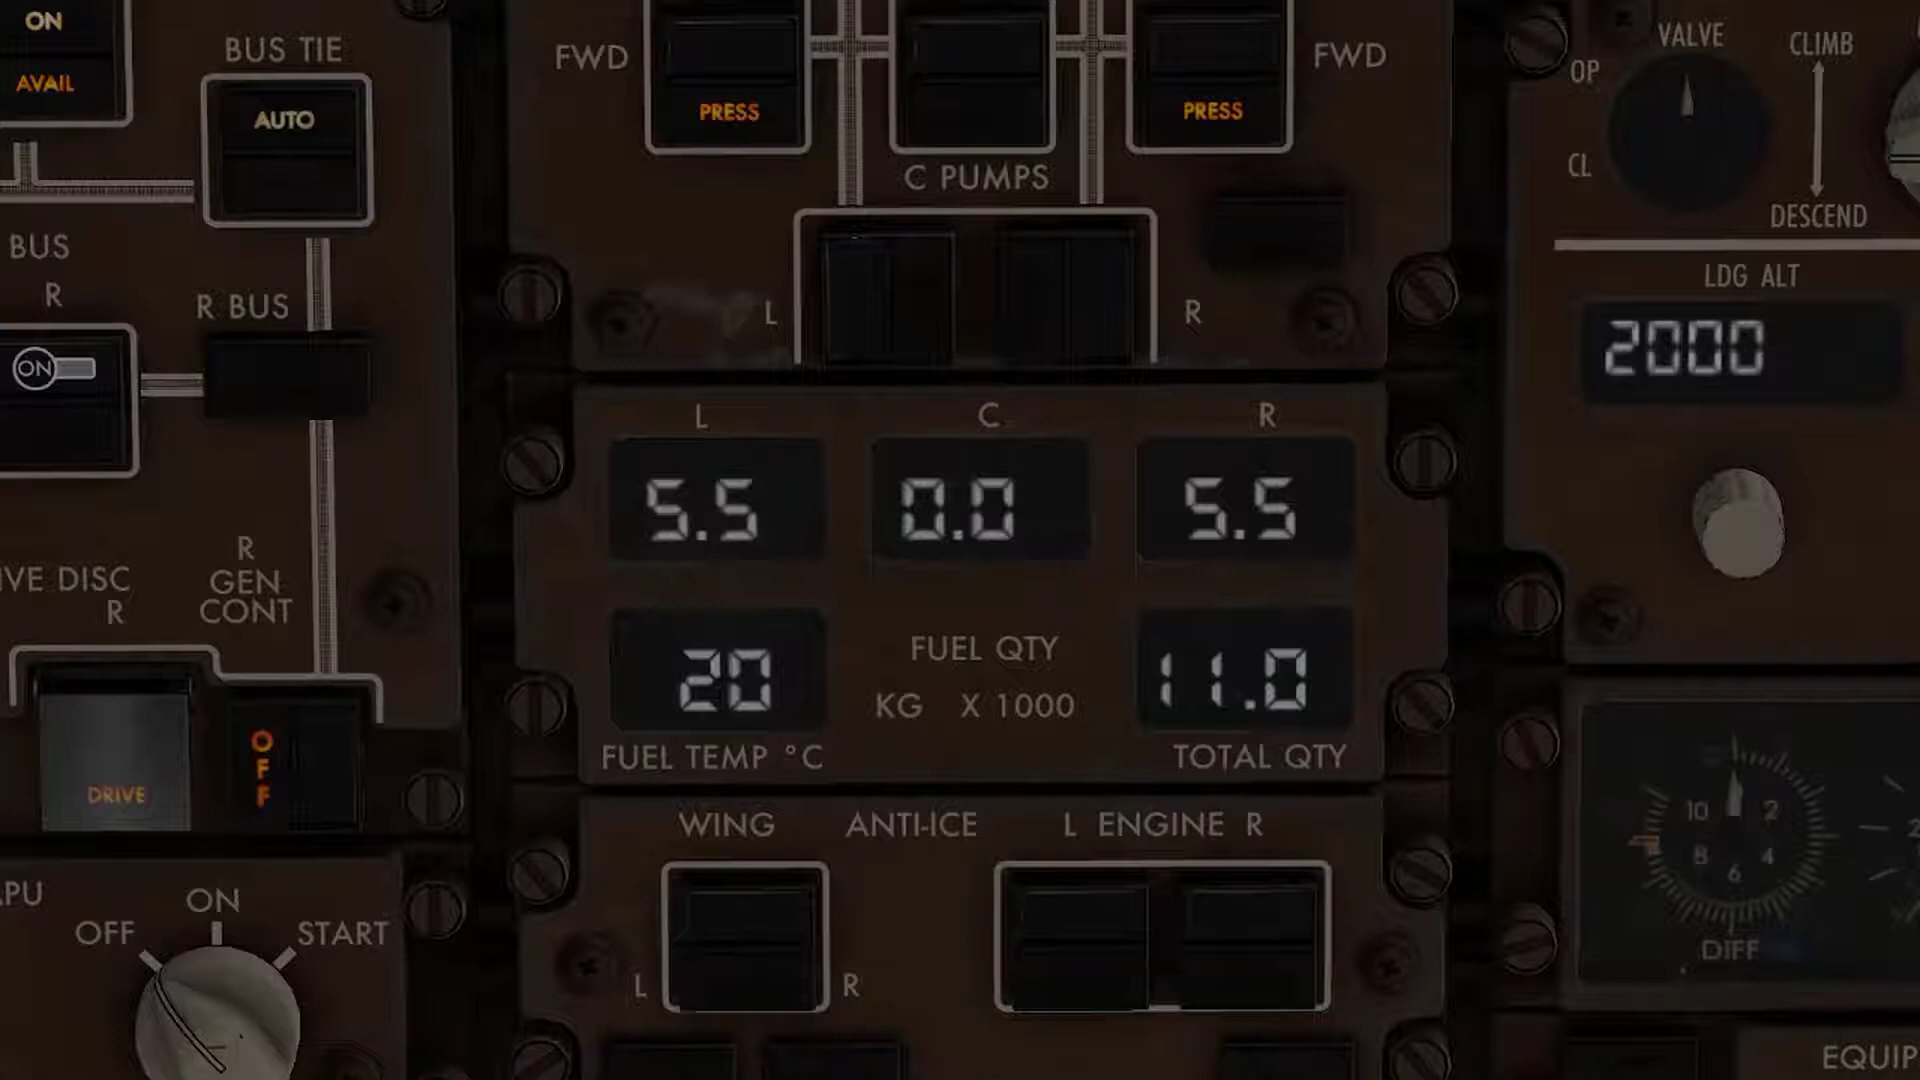 ON
AVAIL
BUS TIE
AUTO
BUS
R
R BUS
ON
IVE DISC
R
R
GEN
CONT
DRIVE
OFF
PU
OFF
ON
START
FWD
PRESS
PRESS
FWD
C PUMPS
L
R
L
C
R
5.5
0.0
5.5
20
FUEL QTY
KG X 1000
11.0
FUEL TEMP °C
TOTAL QTY
WING
ANTI-ICE
L ENGINE R
L
R
VALVE
OP
CL
CLIMB
DESCEND
LDG ALT
2000
10
2
8
4
6
DIFF
EQUIP